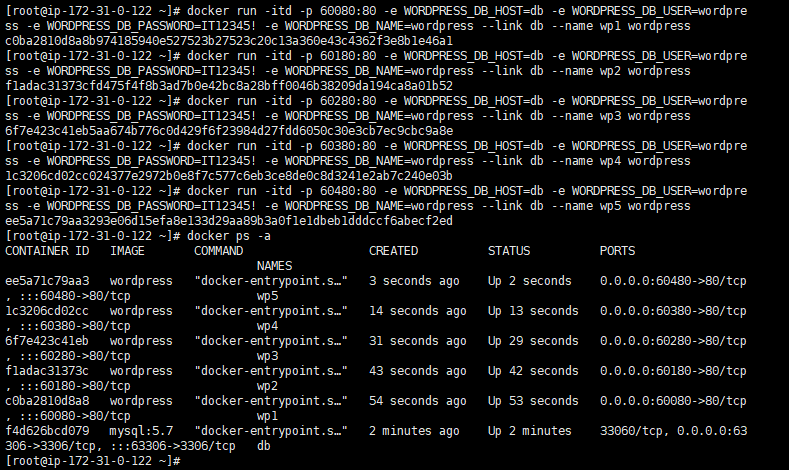 [root@ip-172-31-0-122 ~]# docker run -itd -p 60080:80 -e WORDPRESS_DB_HOST=db -e WORDPRESS_DB_USER=wordpre
ss -e WORDPRESS_DB_PASSWORD=IT12345! -e WORDPRESS_DB_NAME=wordpress --link db --name wp1 wordpress
c0ba2810d8a8b974185940e527523b27523c20c13a360e43c4362f3e8b1e46a1
[root@ip-172-31-0-122 ~]# docker run -itd -p 60180:80 -e WORDPRESS_DB_HOST=db -e WORDPRESS_DB_USER=wordpre
ss -e WORDPRESS_DB_PASSWORD=IT12345! -e WORDPRESS_DB_NAME=wordpress --link db --name wp2 wordpress
f1adac31373cfd475f4f8b3ad7b0e42bc8a28bff0046b38209da194ca8a01b52
[root@ip-172-31-0-122 ~]# docker run -itd -p 60280:80 -e WORDPRESS_DB_HOST=db -e WORDPRESS_DB_USER=wordpre
ss -e WORDPRESS_DB_PASSWORD=IT12345! -e WORDPRESS_DB_NAME=wordpress --link db --name wp3 wordpress
6f7e423c41eb5aa674b776c0d429f6f23984d27fdd6050c30e3cb7ec9cbc9a8e
[root@ip-172-31-0-122 ~]# docker run -itd -p 60380:80 -e WORDPRESS_DB_HOST=db -e WORDPRESS_DB_USER=wordpre
ss -e WORDPRESS_DB_PASSWORD=IT12345! -e WORDPRESS_DB_NAME=wordpress --link db --name wp4 wordpress
1c3206cd02cc024377e2972b0e8f7c577c6eb3ce8de0c8d3241e2ab7c240e03b
[root@ip-172-31-0-122 ~]# docker run -itd -p 60480:80 -e WORDPRESS_DB_HOST=db -e WORDPRESS_DB_USER=wordpre
ss -e WORDPRESS_DB_PASSWORD=IT12345! -e WORDPRESS_DB_NAME=wordpress --link db --name wp5 wordpress
ee5a71c79aa3293e06d15efa8e133d29aa89b3a0f1e1dbeb1dddccf6abecf2ed
[root@ip-172-31-0-122 ~]# docker ps -a
CONTAINER ID   IMAGE       COMMAND                  CREATED          STATUS          PORTS
                                    NAMES
ee5a71c79aa3   wordpress   "docker-entrypoint.s…"   3 seconds ago    Up 2 seconds    0.0.0.0:60480->80/tcp
, :::60480->80/tcp                  wp5
1c3206cd02cc   wordpress   "docker-entrypoint.s…"   14 seconds ago   Up 13 seconds   0.0.0.0:60380->80/tcp
, :::60380->80/tcp                  wp4
6f7e423c41eb   wordpress   "docker-entrypoint.s…"   31 seconds ago   Up 29 seconds   0.0.0.0:60280->80/tcp
, :::60280->80/tcp                  wp3
f1adac31373c   wordpress   "docker-entrypoint.s…"   43 seconds ago   Up 42 seconds   0.0.0.0:60180->80/tcp
, :::60180->80/tcp                  wp2
c0ba2810d8a8   wordpress   "docker-entrypoint.s…"   54 seconds ago   Up 53 seconds   0.0.0.0:60080->80/tcp
, :::60080->80/tcp                  wp1
f4d626bcd079   mysql:5.7   "docker-entrypoint.s…"   2 minutes ago    Up 2 minutes    33060/tcp, 0.0.0.0:63
306->3306/tcp, :::63306->3306/tcp   db
[root@ip-172-31-0-122 ~]#